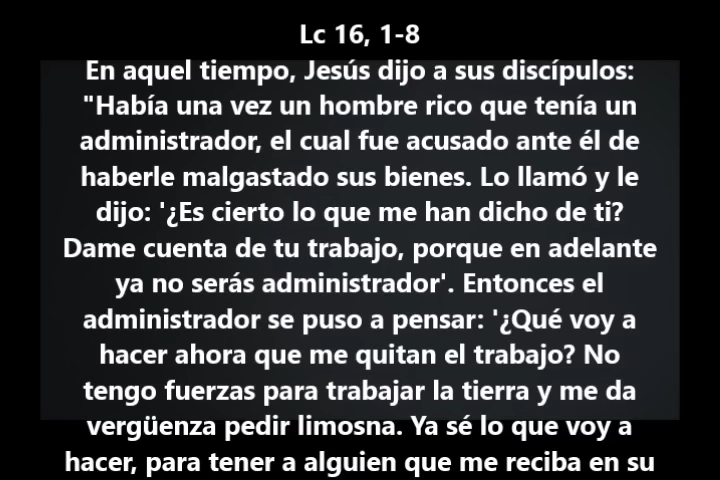 Lc 16, 1-8
En aquel tiempo, Jesús dijo a sus discípulos:
"Había una vez un hombre rico que tenía un
administrador, el cual fue acusado ante él de
haberle malgastado sus bienes. Lo llamó y le
dijo: '¿Es cierto lo que me han dicho de ti?
Dame cuenta de tu trabajo, porque en adelante
ya no serás administrador'. Entonces el
administrador se puso a pensar: '¿Qué voy a
hacer ahora que me quitan el trabajo? No
tengo fuerzas para trabajar la tierra y me da
vergüenza pedir limosna. Ya sé lo que voy a
hacer, para tener a alguien que me reciba en su